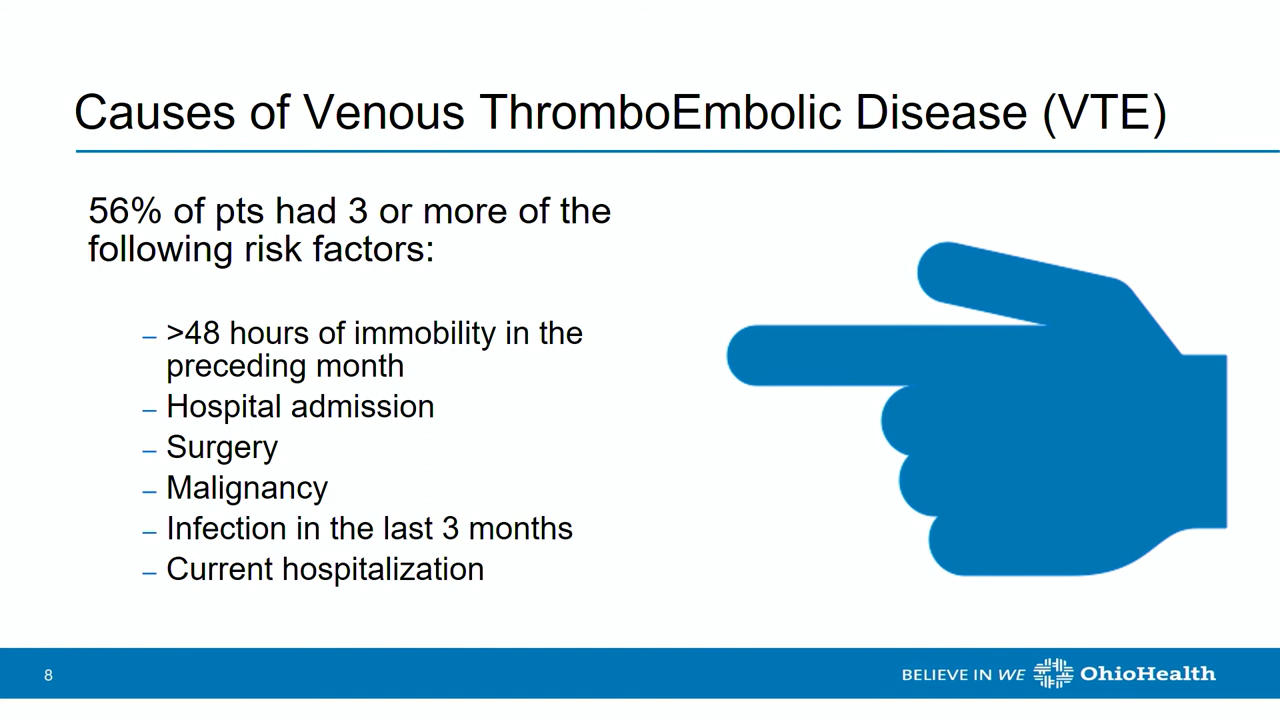 Causes of Venous ThromboEmbolic Disease (VTE)
56% of pts had 3 or more of the
following risk factors:
– >48 hours of immobility in the
preceding month
– Hospital admission
– Surgery
– Malignancy
– Infection in the last 3 months
– Current hospitalization
8
BELIEVE IN WE OhioHealth